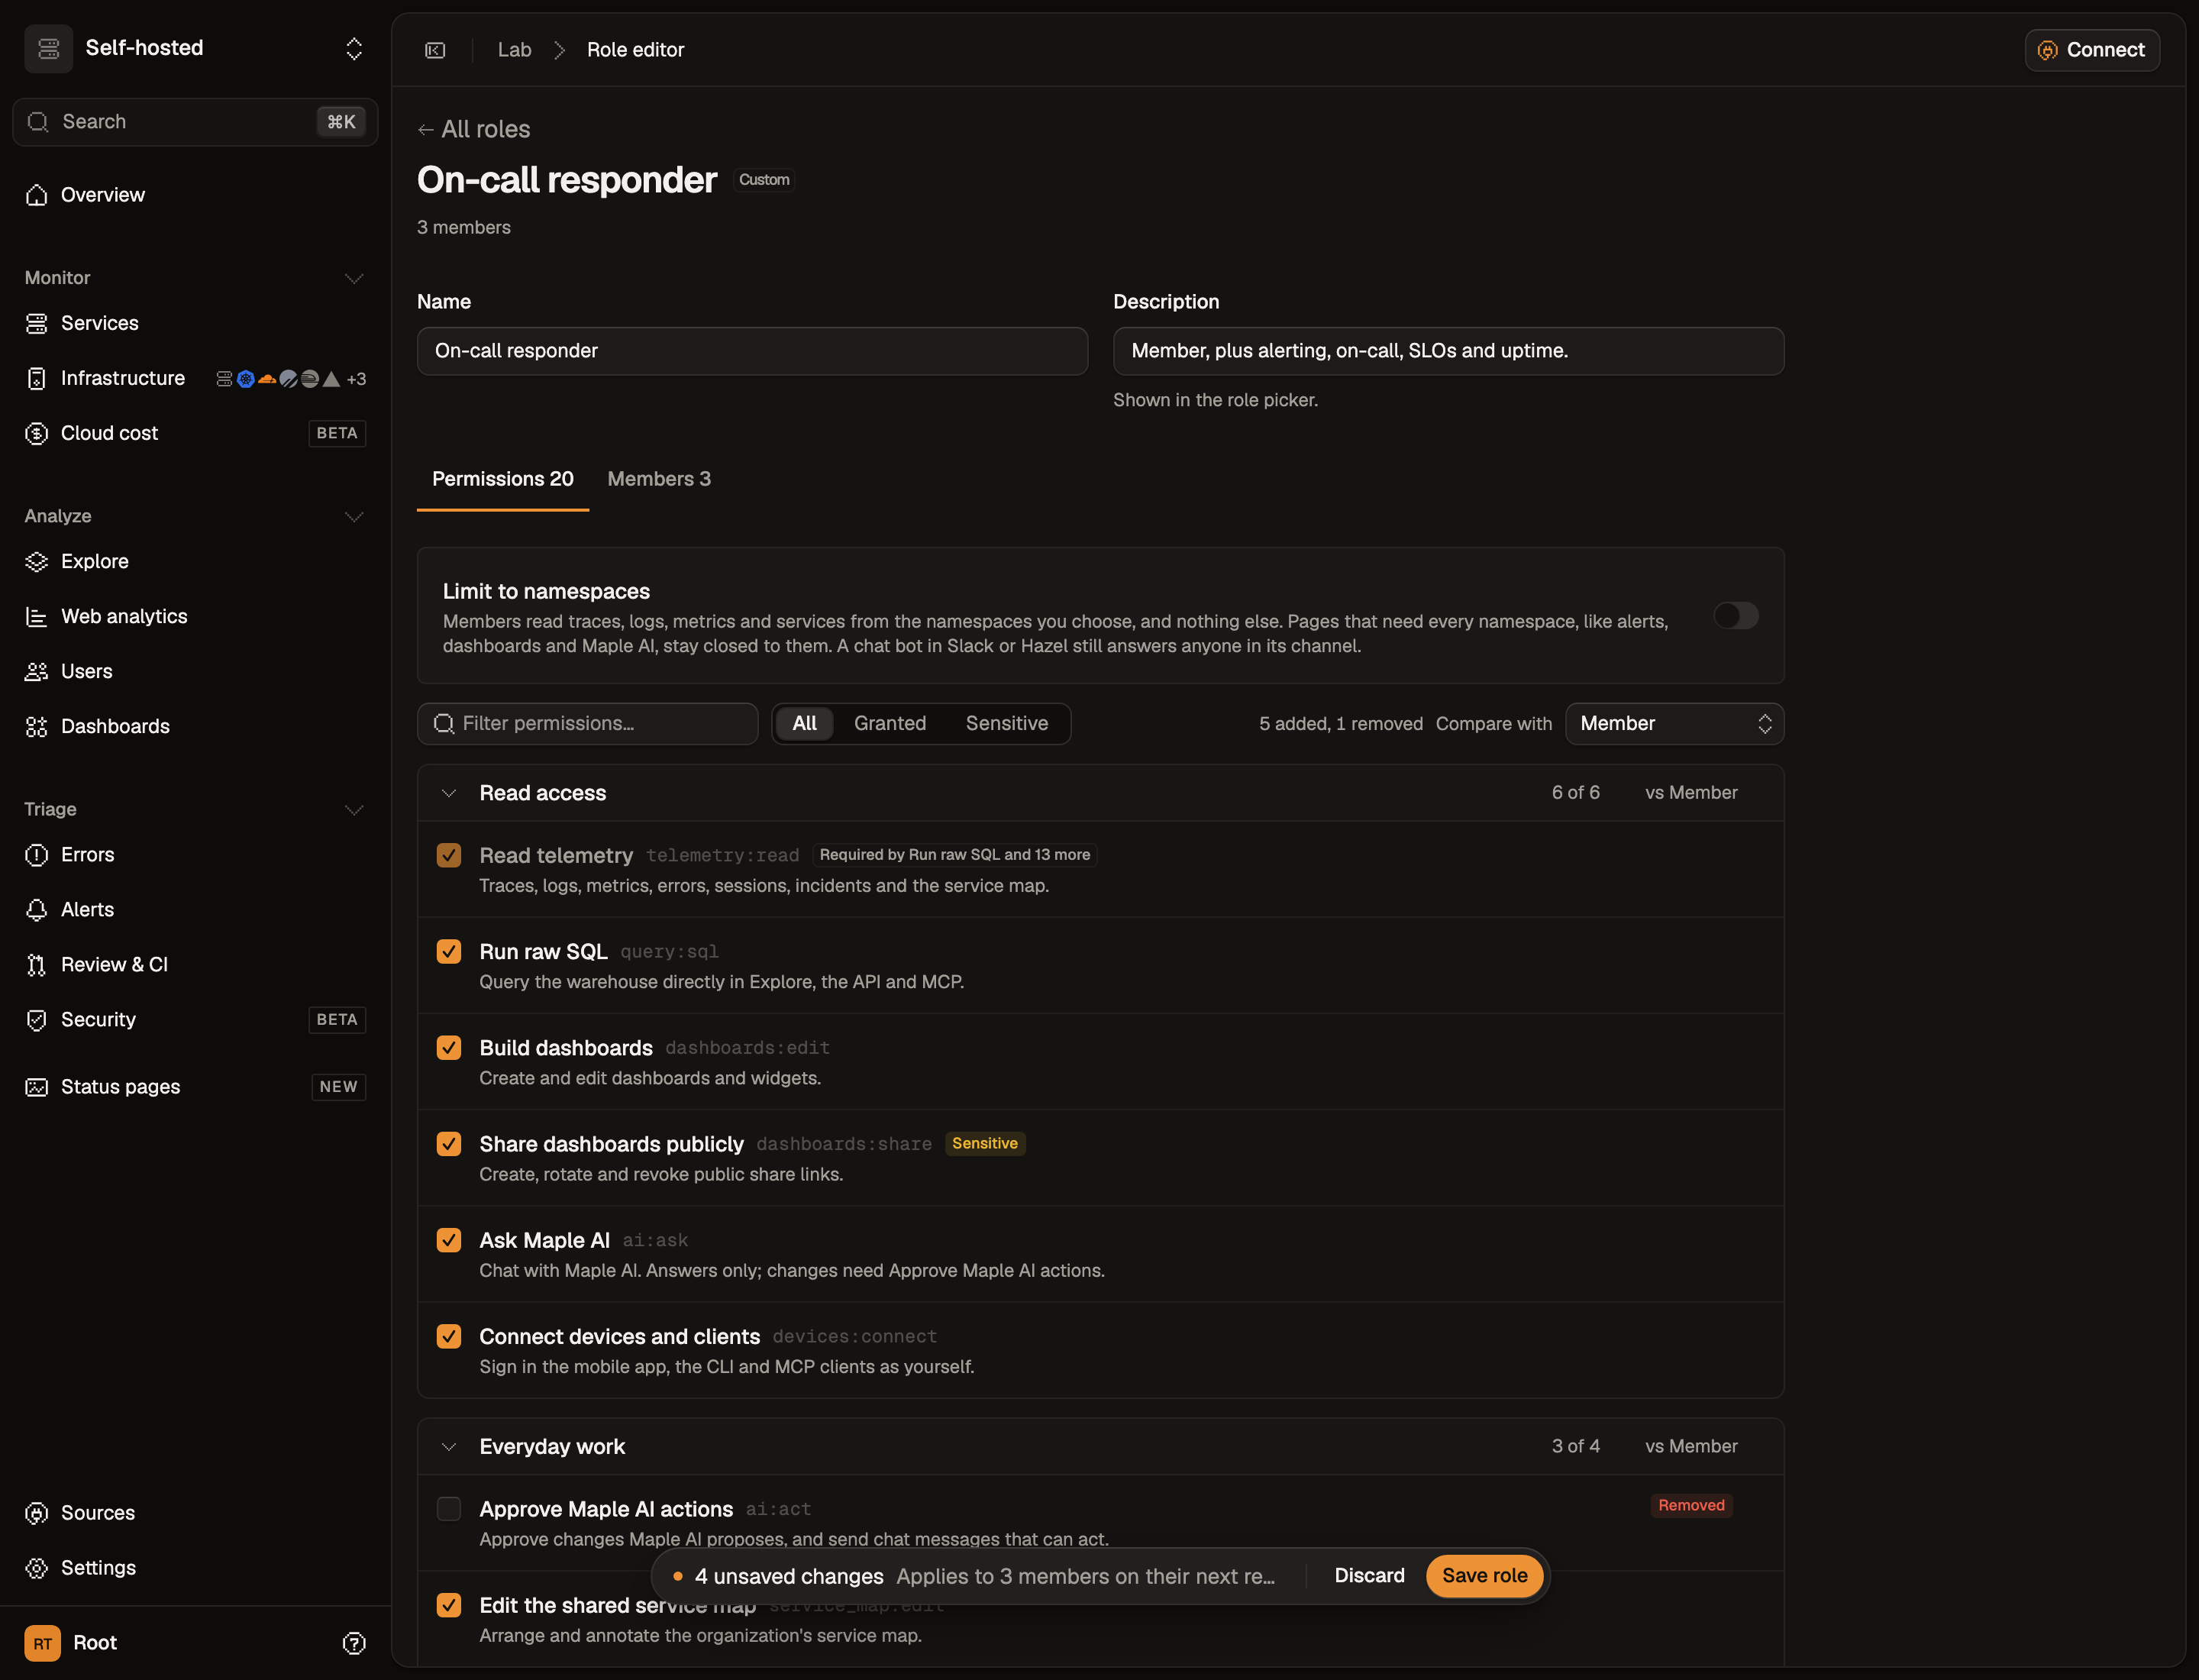 Self-hosted
Search
⌘K
Overview
Monitor
Services
Infrastructure
+3
Cloud cost
BETA
Analyze
Explore
Web analytics
Users
Dashboards
Triage
Errors
Alerts
Review & CI
Security
BETA
Status pages
NEW
Sources
Settings
RT
Root
Lab
Role editor
Connect
← All roles
On-call responder
Custom
3 members
Name
On-call responder
Description
Member, plus alerting, on-call, SLOs and uptime.
Shown in the role picker.
Permissions 20
Members 3
Limit to namespaces
Members read traces, logs, metrics and services from the namespaces you choose, and nothing else. Pages that need every namespace, like alerts,
dashboards and Maple AI, stay closed to them. A chat bot in Slack or Hazel still answers anyone in its channel.
Filter permissions...
All
Granted
Sensitive
5 added, 1 removed
Compare with
Member
Read access
6 of 6
vs Member
Read telemetry telemetry:read Required by Run raw SQL and 13 more
Traces, logs, metrics, errors, sessions, incidents and the service map.
Run raw SQL query:sql
Query the warehouse directly in Explore, the API and MCP.
Build dashboards dashboards:edit
Create and edit dashboards and widgets.
Share dashboards publicly dashboards:share Sensitive
Create, rotate and revoke public share links.
Ask Maple AI ai:ask
Chat with Maple AI. Answers only; changes need Approve Maple AI actions.
Connect devices and clients devices:connect
Sign in the mobile app, the CLI and MCP clients as yourself.
Everyday work
3 of 4
vs Member
Approve Maple AI actions ai:act
Removed
Approve changes Maple AI proposes, and send chat messages that can act.
4 unsaved changes Applies to 3 members on their next re...
Discard
Save role
Edit the shared service map service_map:edit
Arrange and annotate the organization's service map.